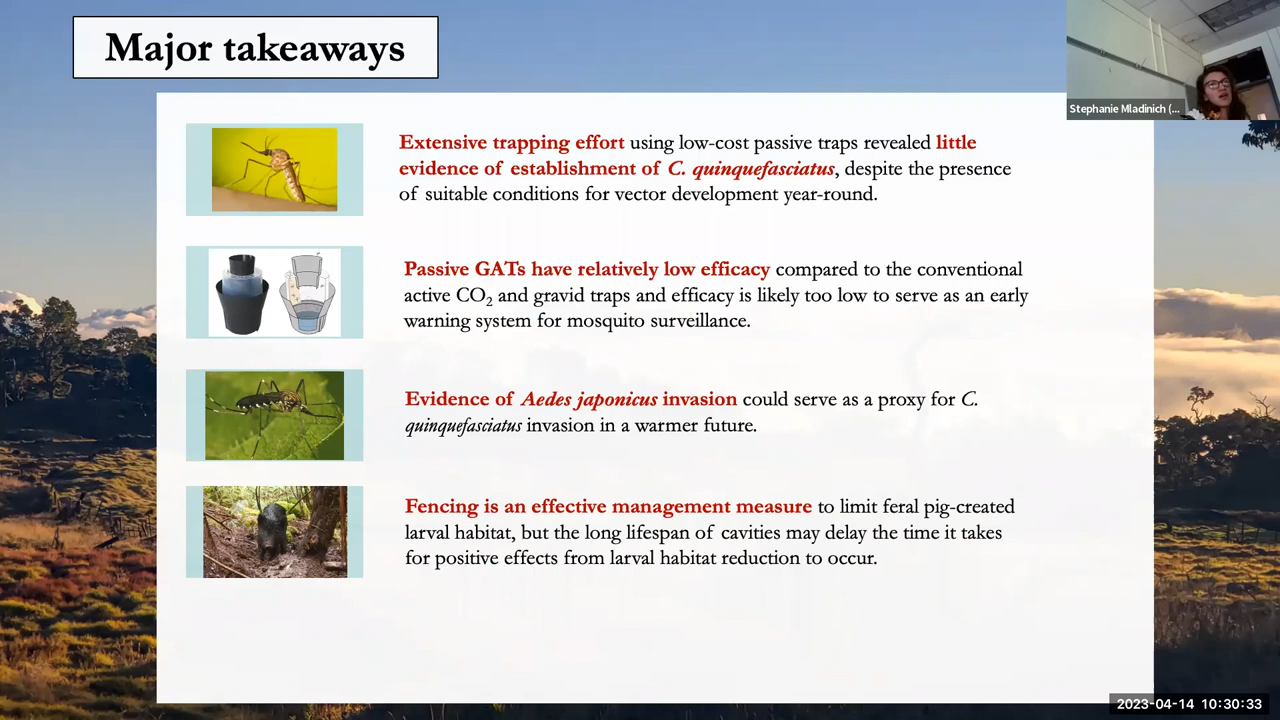 Major takeaways
Stephanie Mladinich (...
Extensive trapping effort using low-cost passive traps revealed little
evidence of establishment of C. quinquefasciatus, despite the presence
of suitable conditions for vector development year-round.
Passive GATs have relatively low efficacy compared to the conventional
active CO₂ and gravid traps and efficacy is likely too low to serve as an early
warning system for mosquito surveillance.
Evidence of Aedes japonicus invasion could serve as a proxy for C.
quinquefasciatus invasion in a warmer future.
Fencing is an effective management measure to limit feral pig-created
larval habitat, but the long lifespan of cavities may delay the time it takes
for positive effects from larval habitat reduction to occur.
2023-04-14 10:30:33